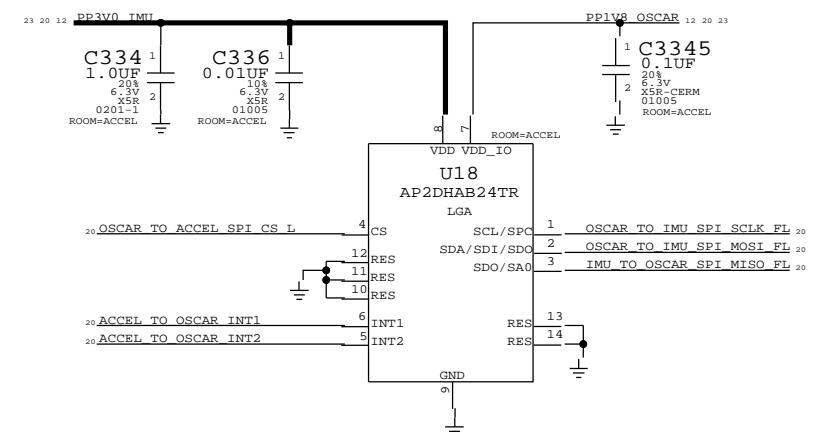 23 20 12 PP3V0_IMU
PP1V8_OSCAR 12 20 23
C334 1
1.0UF
20%
6.3V
X5R 2
0201-1
ROOM=ACCEL
C336 1
0.01UF
10%
6.3V
X5R 2
01005
ROOM=ACCEL
1 C3345
0.1UF
20%
2 6.3V
X5R-CERM
01005
ROOM=ACCEL
8 7
ROOM=ACCEL
VDD VDD_IO
U18
AP2DHAB24TR
LGA
20 OSCAR_TO_ACCEL_SPI_CS_L 4 CS
SCL/SPC 1 OSCAR_TO_IMU_SPI_SCLK_FL 20
SDA/SDI/SDO 2 OSCAR_TO_IMU_SPI_MOSI_FL 20
SDO/SA0 3 IMU_TO_OSCAR_SPI_MISO_FL 20
12 RES
11 RES
10 RES
20 ACCEL_TO_OSCAR_INT1 6 INT1
20 ACCEL_TO_OSCAR_INT2 5 INT2
RES 13
RES 14
GND
9